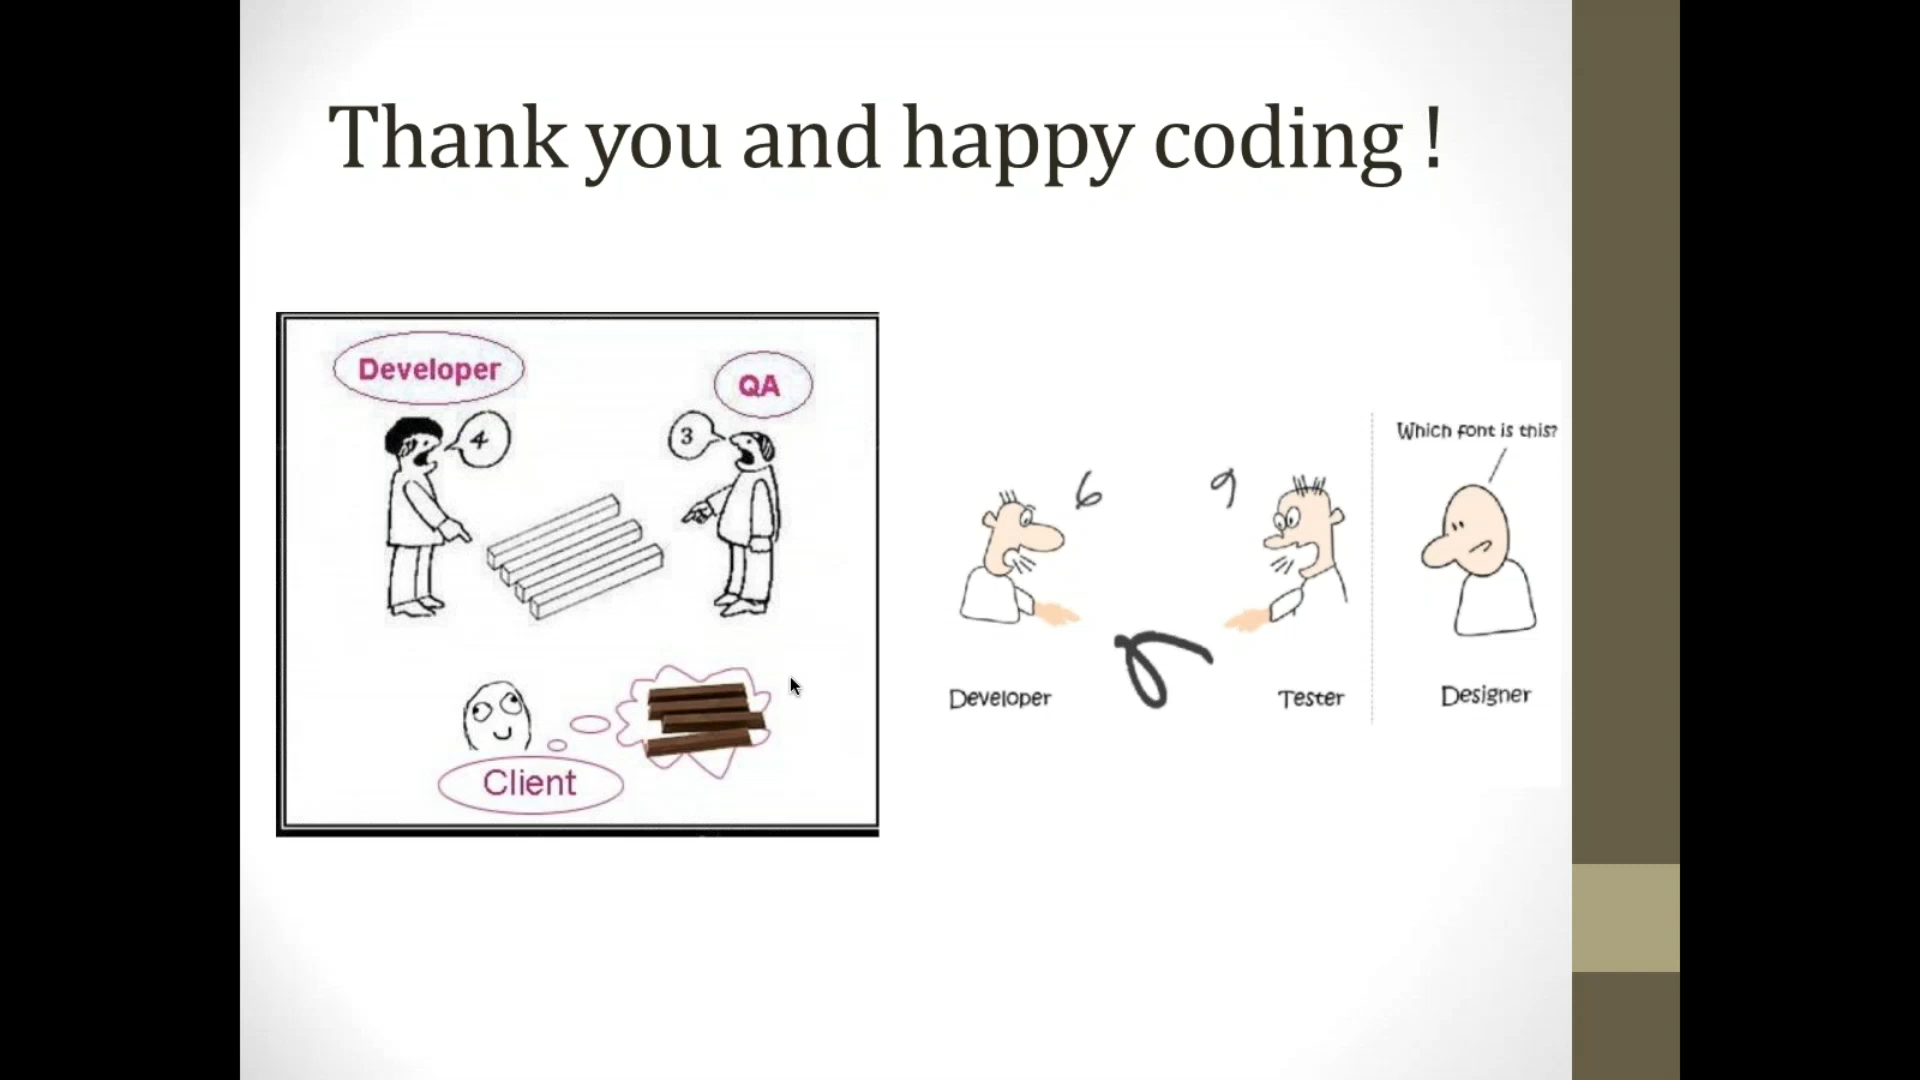 Thank you and happy coding !
Developer
QA
4
3
Client
Which font is this?
6
9
Developer
Tester
Designer